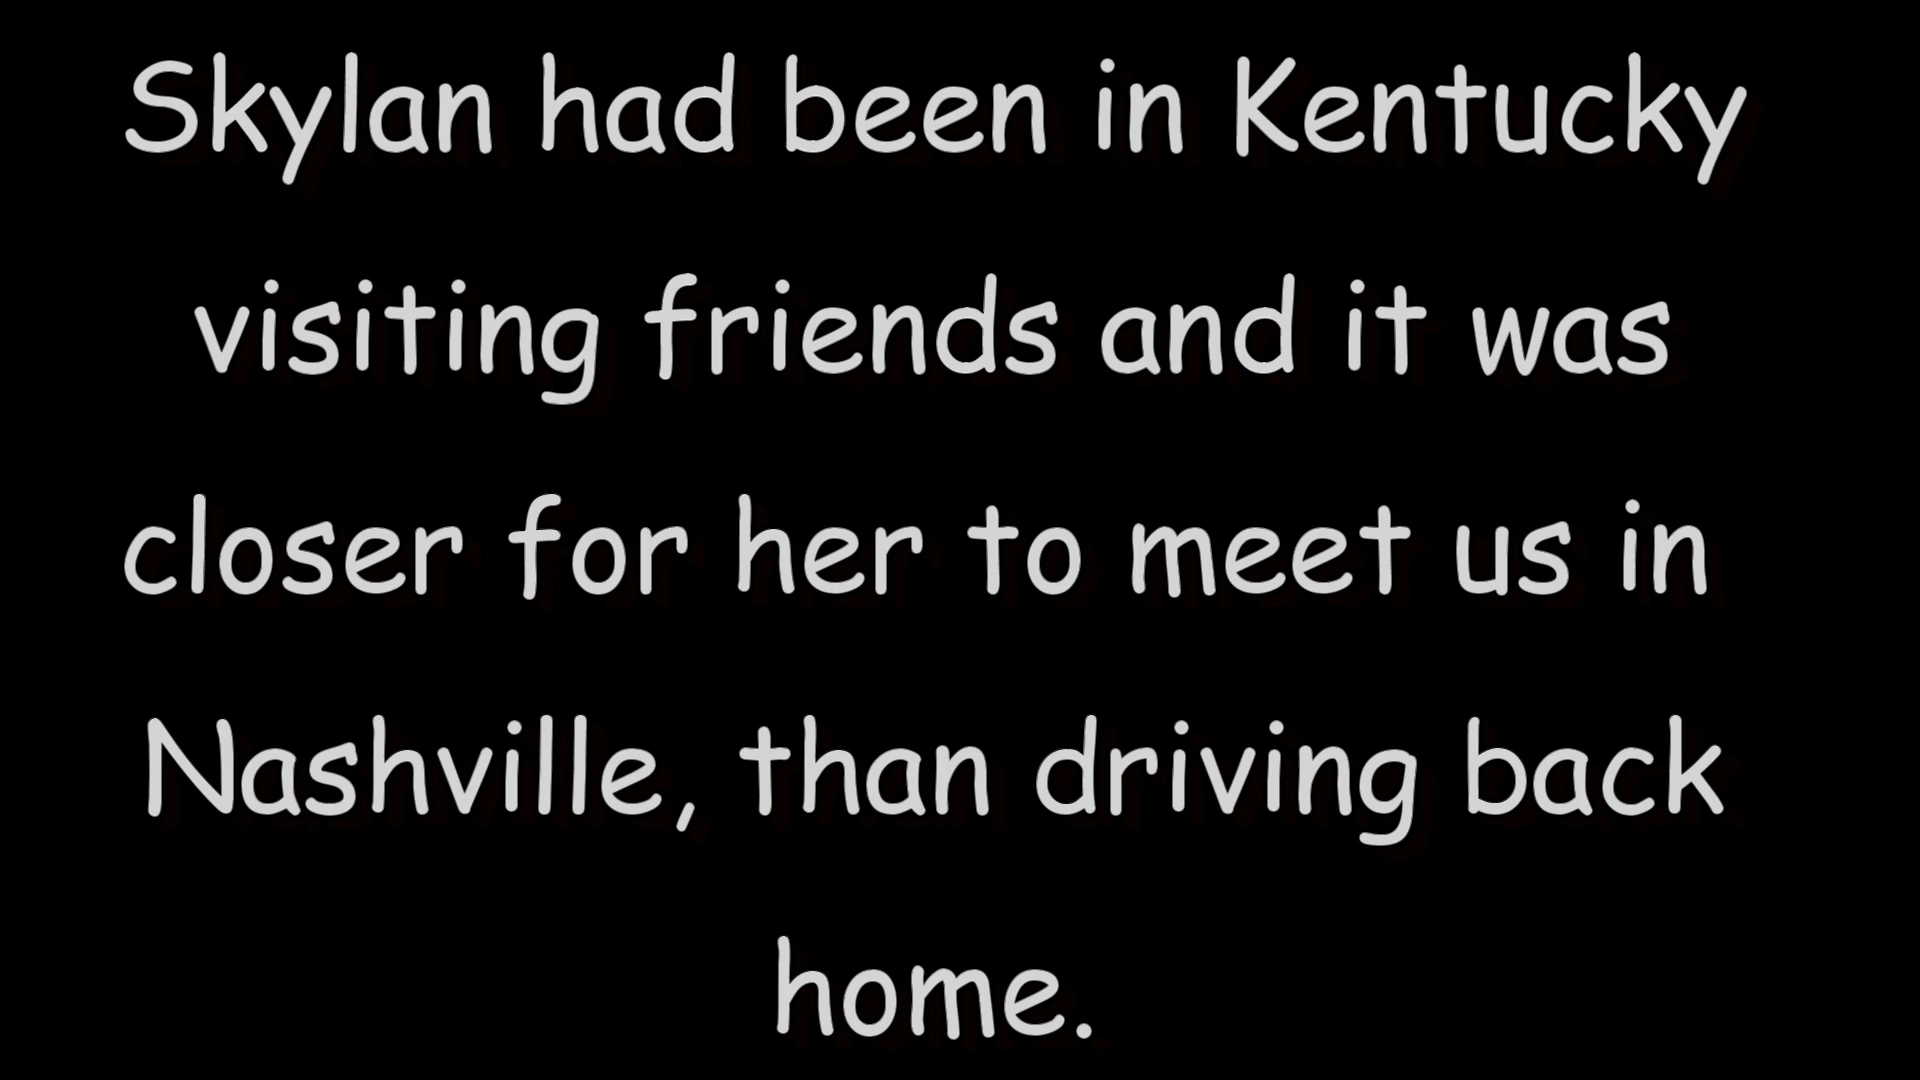 Skylan had been in Kentucky
visiting friends and it was
closer for her to meet us in
Nashville, than driving back
home.